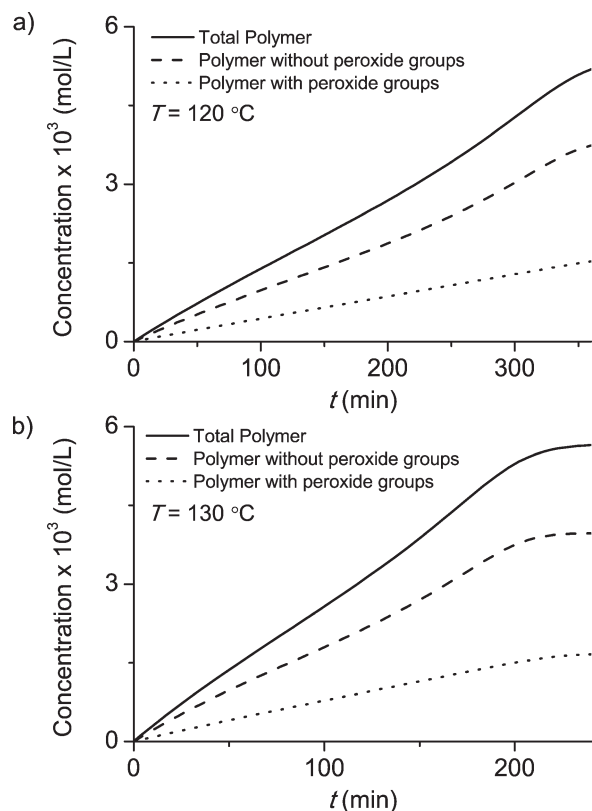 a)
6
3
0
Concentration x 10³ (mol/L)
Total Polymer
Polymer without peroxide groups
Polymer with peroxide groups
T = 120 °C
0 100 200 300
t (min)
b)
6
3
0
Concentration x 10³ (mol/L)
Total Polymer
Polymer without peroxide groups
Polymer with peroxide groups
T = 130 °C
0 100 200
t (min)